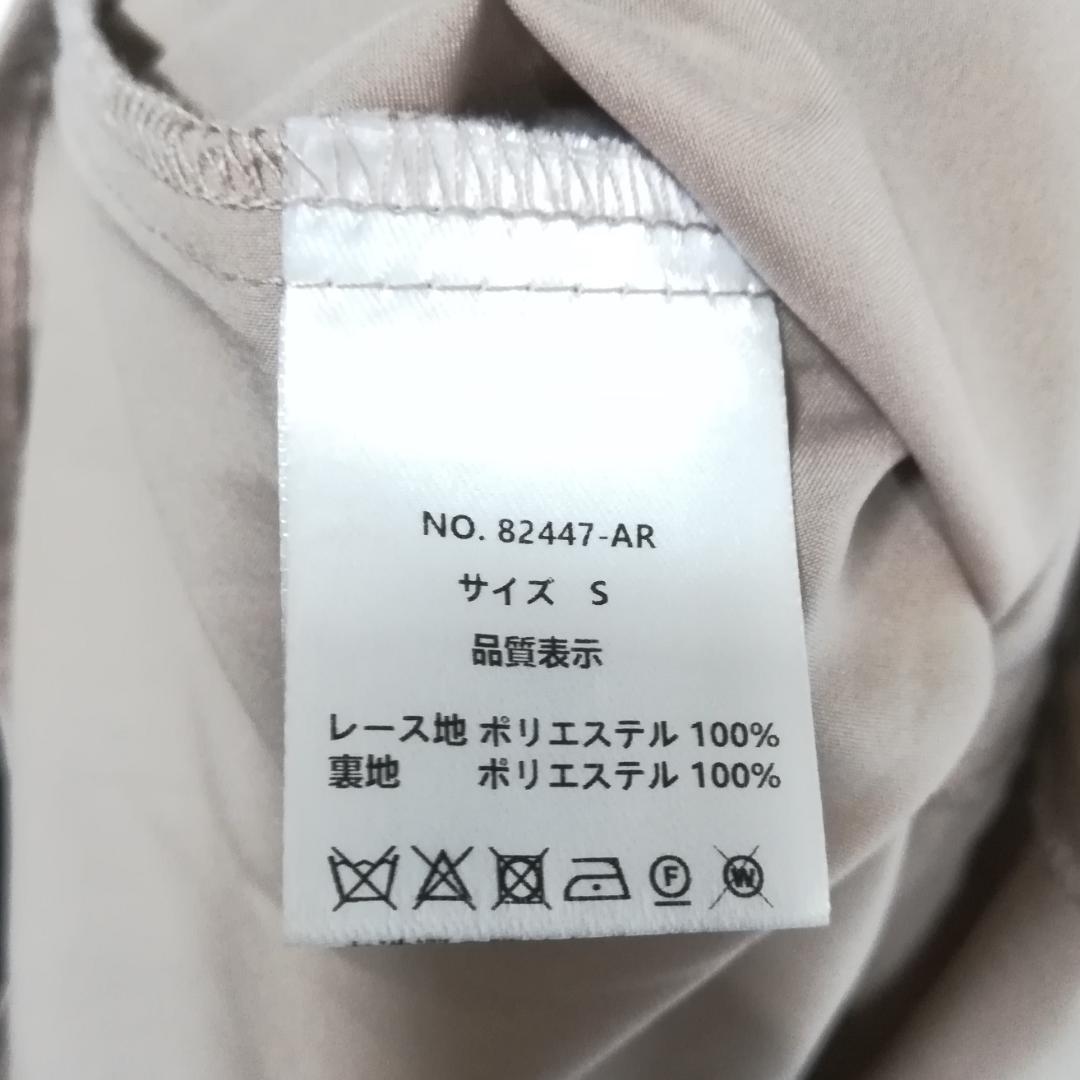 NO. 82447-AR
サイズ S
品質表示
レース地 ポリエステル 100%
裏地 ポリエステル 100%
F W